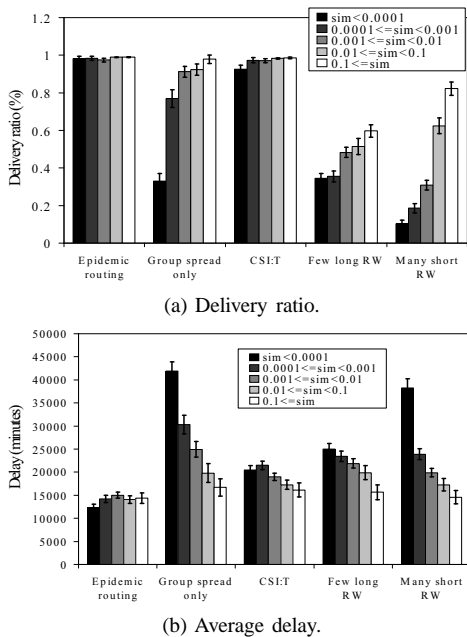 1.2
1
0.8
0.6
0.4
0.2
0
Delivery ratio (%)
sim<0.0001
0.0001<=sim<0.001
0.001<=sim<0.01
0.01<=sim<0.1
0.1<=sim
Epidemic routing
Group spread only
CSI:T
Few long RW
Many short RW
(a) Delivery ratio.
50000
45000
40000
35000
30000
25000
20000
15000
10000
5000
0
Delay (minutes)
sim<0.0001
0.0001<=sim<0.001
0.001<=sim<0.01
0.01<=sim<0.1
0.1<=sim
Epidemic routing
Group spread only
CSI:T
Few long RW
Many short RW
(b) Average delay.